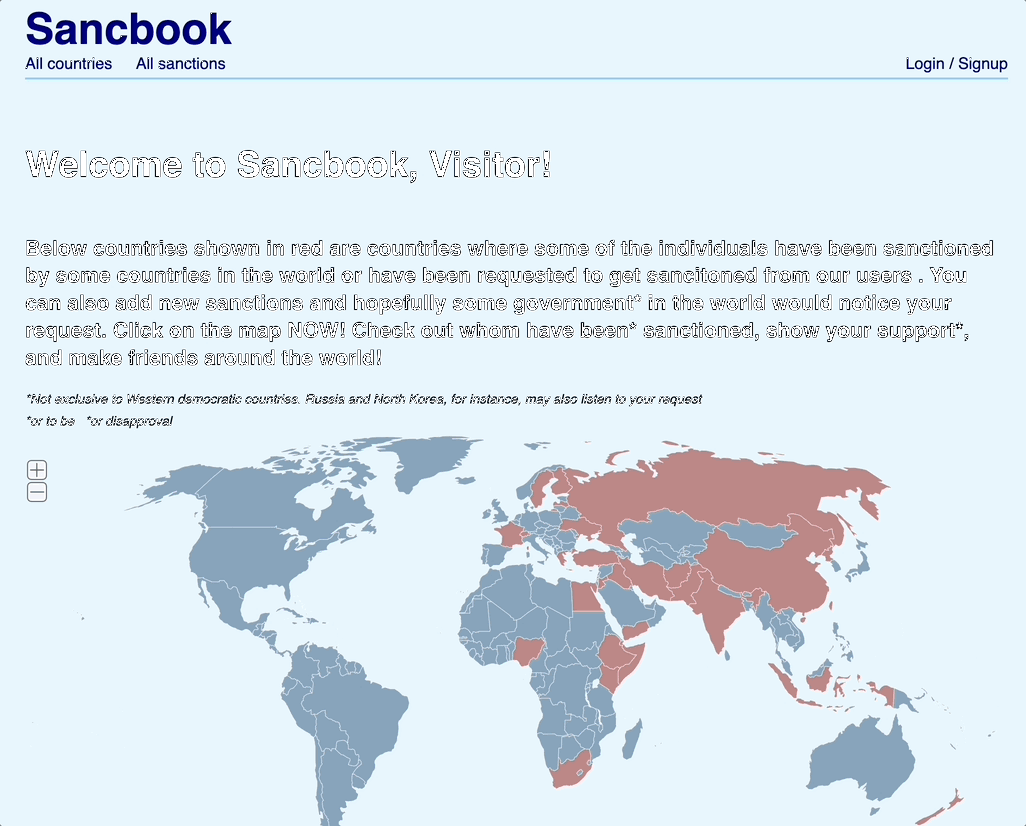 Sancbook
All countries All sanctions Login / Signup
Welcome to Sancbook, Visitor!
Below countries shown in red are countries where some of the individuals have been sanctioned
by some countries in the world or have been requested to get sancitoned from our users . You
can also add new sanctions and hopefully some government* in the world would notice your
request. Click on the map NOW! Check out whom have been* sanctioned, show your support*,
and make friends around the world!
*Not exclusive to Western democratic countries. Russia and North Korea, for instance, may also listen to your request
*or to be *or disapproval
+
−